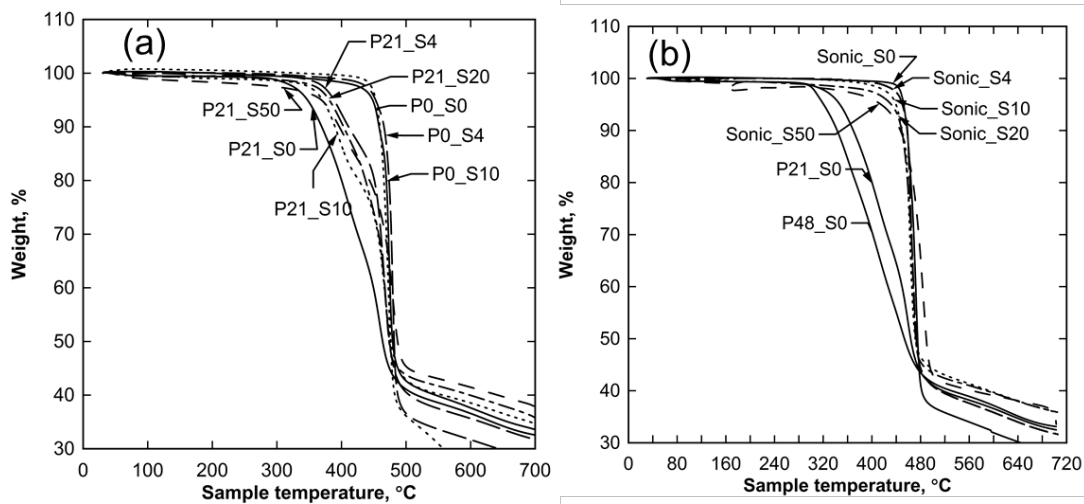 (a)
P21_S4
P21_S20
P0_S0
P21_S50
P0_S4
P21_S0
P0_S10
P21_S10
100
90
80
70
60
50
40
30
Weight, %
0 100 200 300 400 500 600 700
Sample temperature, °C
(b)
Sonic_S0
Sonic_S4
Sonic_S10
Sonic_S50
Sonic_S20
P21_S0
P48_S0
110
100
90
80
70
60
50
40
30
Weight, %
0 80 160 240 320 400 480 560 640 720
Sample temperature, °C